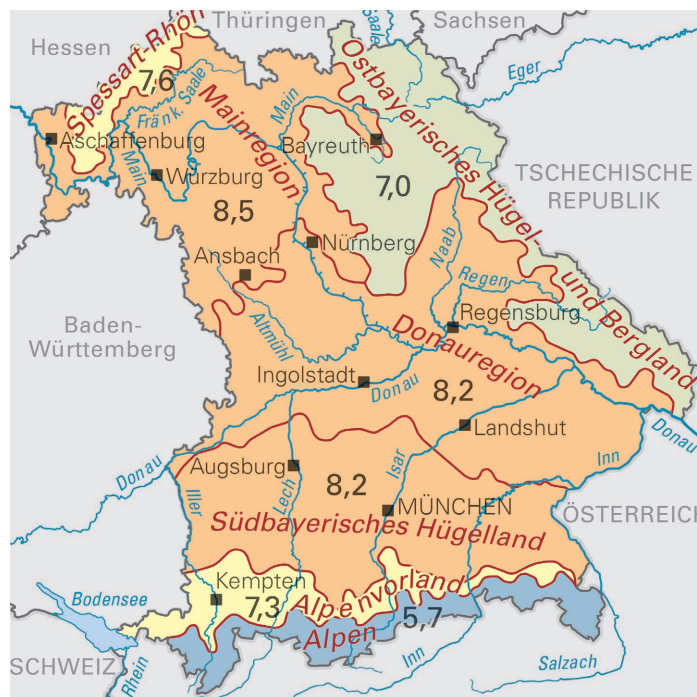 Thüringen
Sachsen
Hessen
Saale
Eger
Spessart-Rhön
7,6
Fränk. Saale
Mainregion
Main
Ostbayerisches Hügel-
und Bergland
Aschaffenburg
Main
Bayreuth
Würzburg
7,0
TSCHECHISCHE
REPUBLIK
8,5
Nürnberg
Naab
Ansbach
Regen
Baden-
Württemberg
Altmühl
Regensburg
Donauregion
Ingolstadt
Donau
8,2
Landshut
Donau
Donau
Inn
Augsburg
Isar
Iller
Lech
8,2
MÜNCHEN
ÖSTERREICH
Südbayerisches Hügelland
Kempten
Alpenvorland
Bodensee
7,3
5,7
Alpen
SCHWEIZ
Rhein
Inn
Salzach